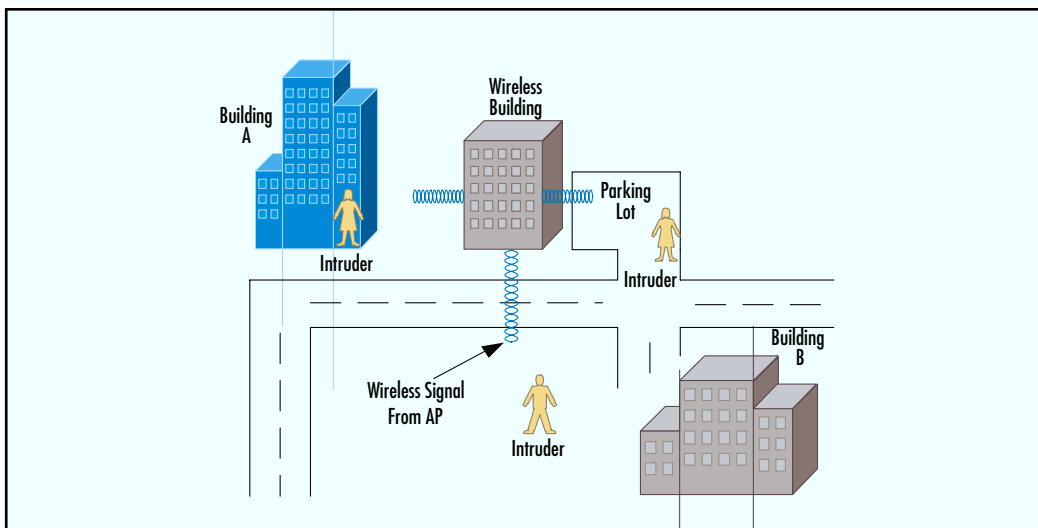 Wireless
Building
Building
A
Parking
Lot
Intruder
Intruder
Building
B
Wireless Signal
From AP
Intruder